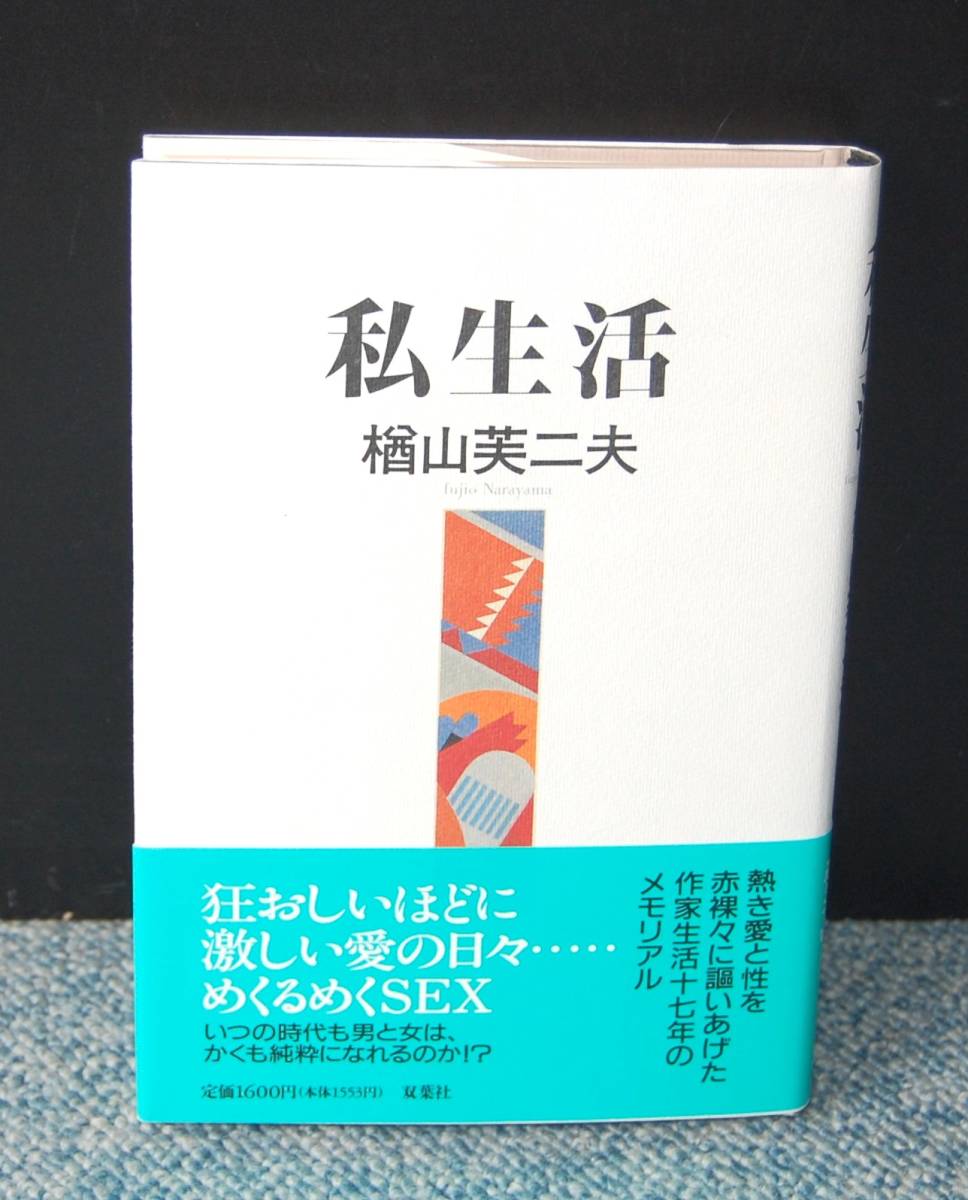 私生活
楢山芙二夫
fujio Narayama
熱き愛と性を
赤裸々に謳いあげた
作家生活十七年の
メモリアル
狂おしいほどに
激しい愛の日々……
めくるめくSEX
いつの時代も男と女は、
かくも純粋になれるのか!?
定価1600円(本体1553円) 双葉社